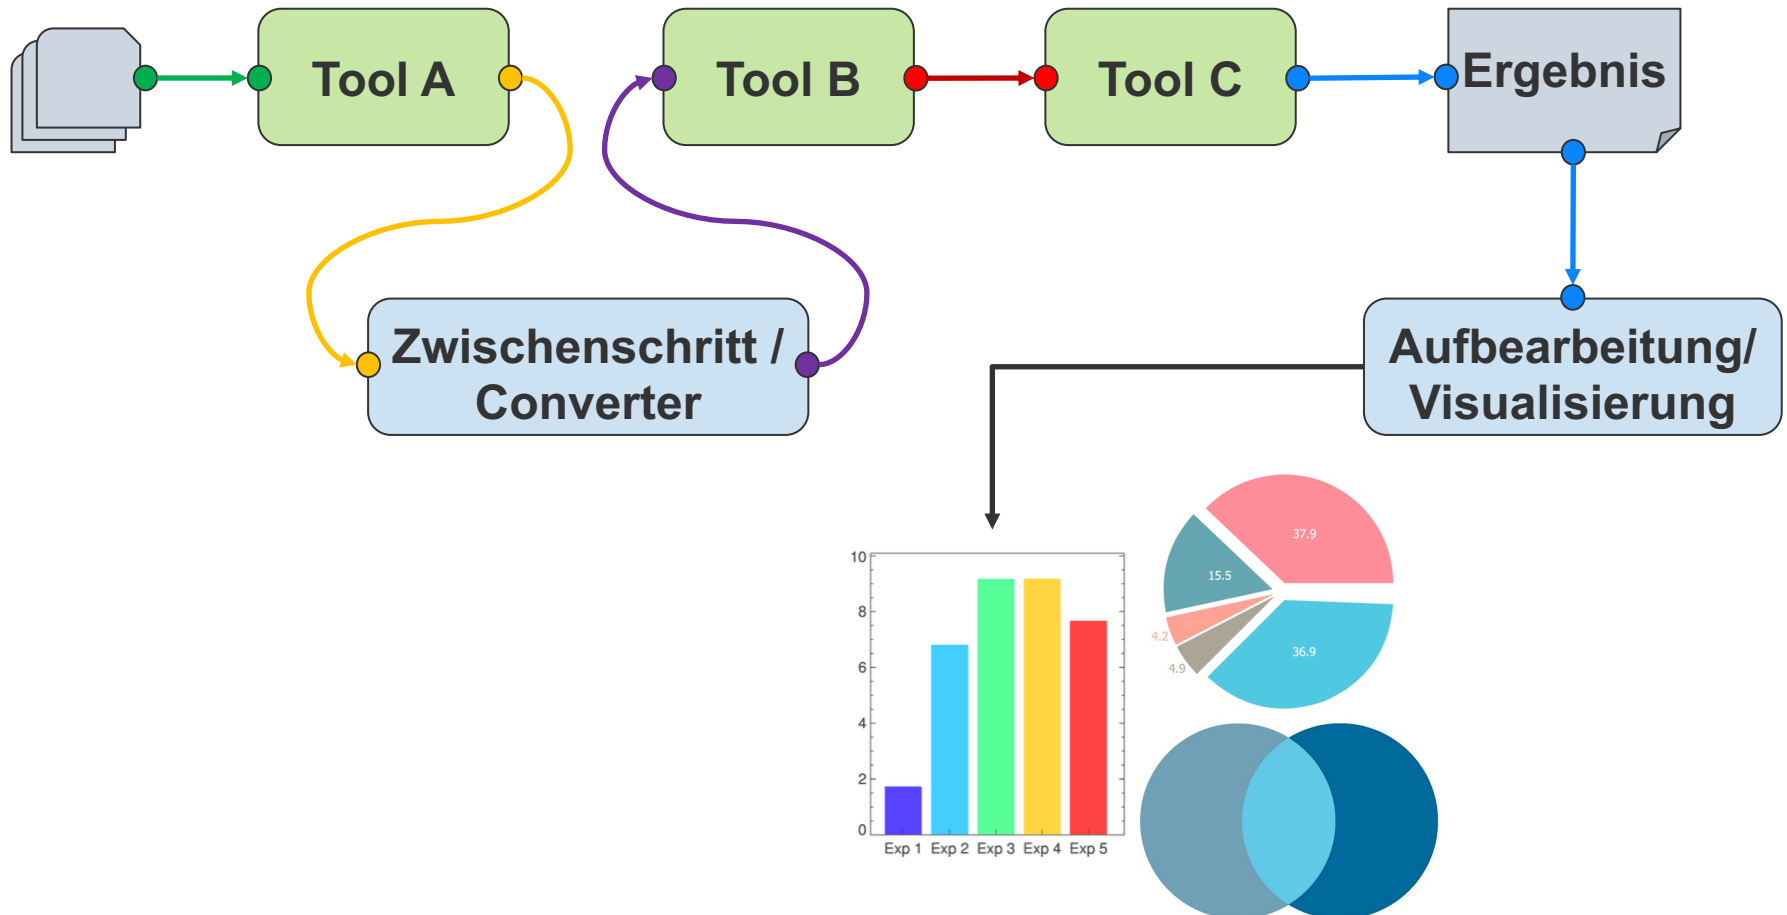 Tool A
Tool B
Tool C
Ergebnis
Zwischenschritt /
Converter
Aufbearbeitung/
Visualisierung
10
8
6
4
2
0
Exp 1 Exp 2 Exp 3 Exp 4 Exp 5
37.9
15.5
4.2
4.9
36.9